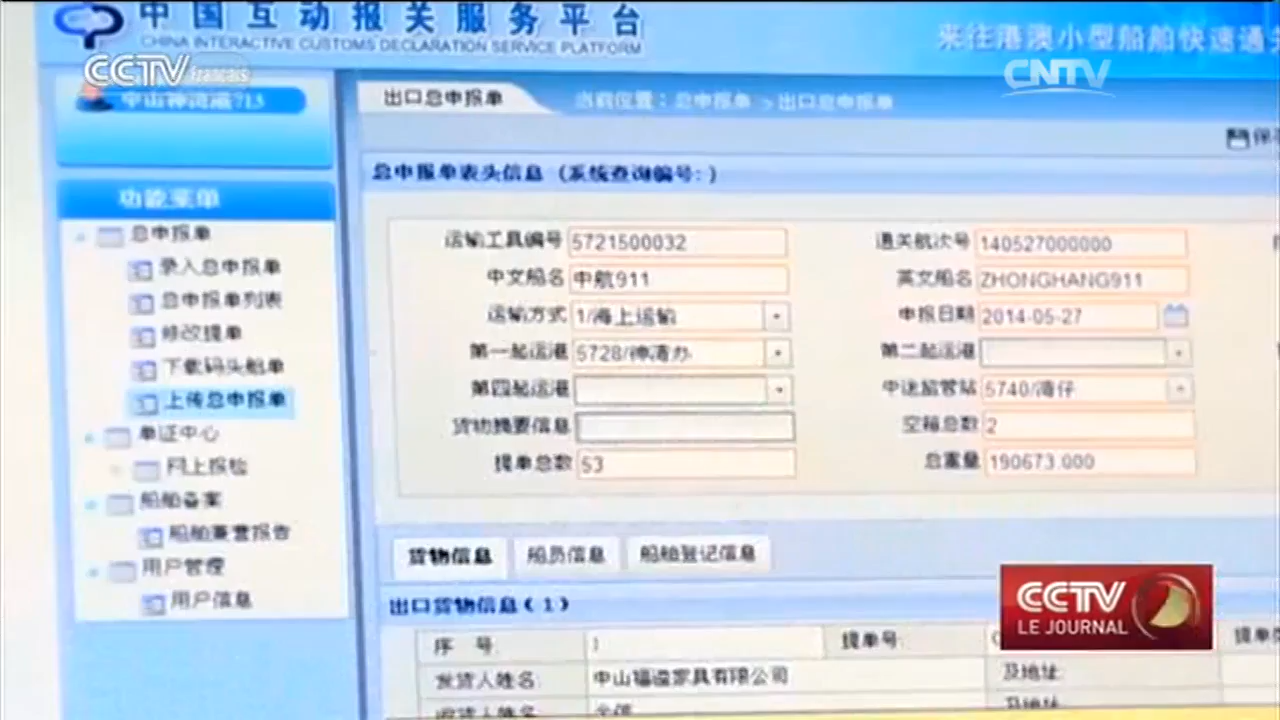 中国互动报关服务平台
CHINA INTERACTIVE CUSTOMS DECLARATION SERVICE PLATFORM
来往港澳小型船舶快速通关
CCTV Français
CNTV
出口总申报单
当前位置：总申报单 > 出口总申报单
总申报单表头信息（系统查询编号：）
功能菜单
总申报单
录入总申报单
总申报单列表
修改提单
下载码头舱单
上传总申报单
单证中心
网上报检
船舶备案
船舶兼营报告
用户管理
用户信息
运输工具编号 5721500032 通关航次号 140527000000
中文船名 中航911 英文船名 ZHONGHANG911
运输方式 1/海上运输 申报日期 2014-05-27
第一起运港 5728/神湾办 第二起运港
第四起运港 中途监管站 5740/湾仔
货物摘要信息 空箱总数 2
提单总数 53 总重量 190673.000
货物信息 船员信息 船舶登记信息
出口货物信息（1）
序 号 1 提单号:
发货人姓名: 中山福溢家具有限公司 及地址:
收货人姓名 及地址:
CCTV
LE JOURNAL